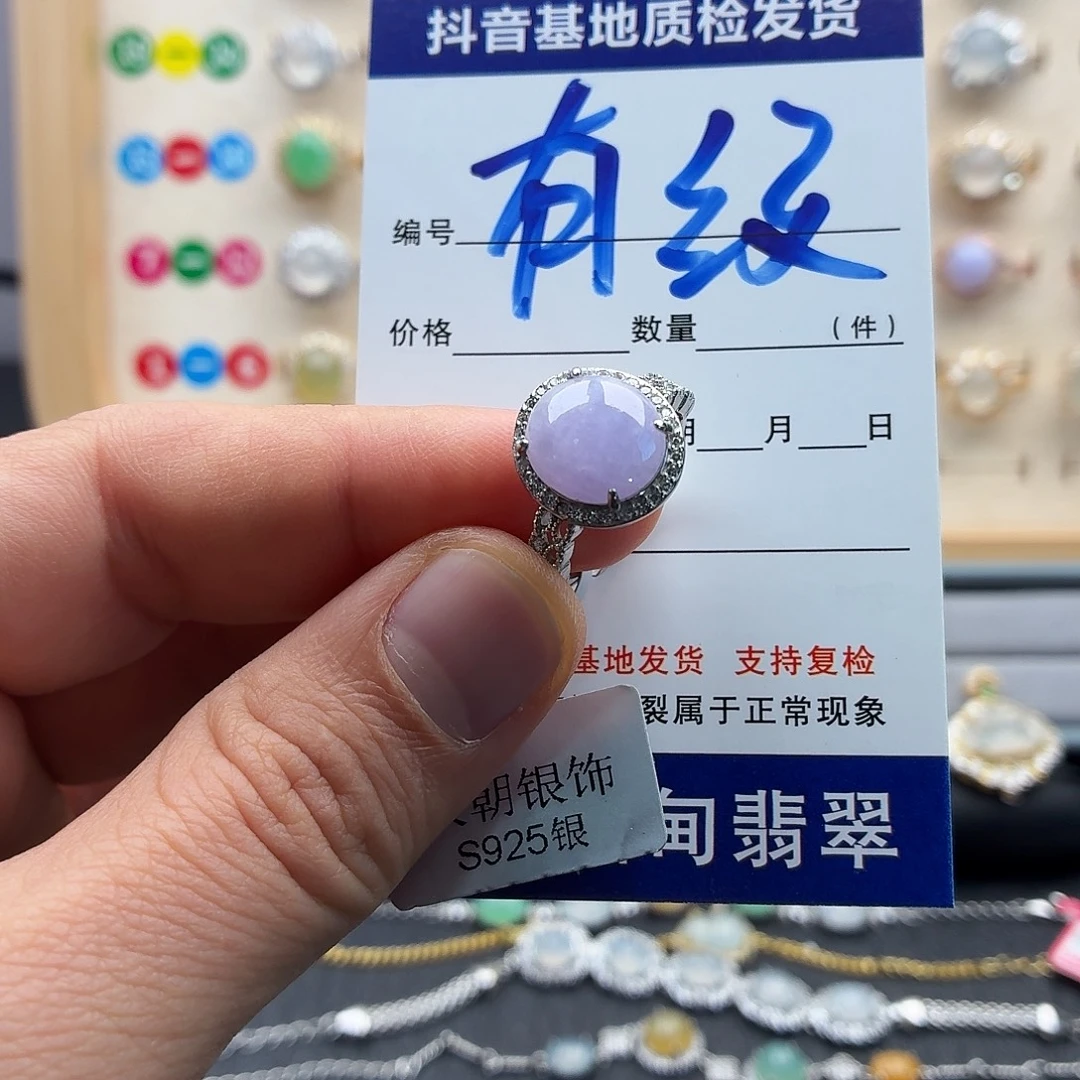 抖音基地质检发货
有纹
编号
价格 数量 (件)
月 日
基地发货 支持复检
裂属于正常现象
朝银饰
S925银
甸翡翠